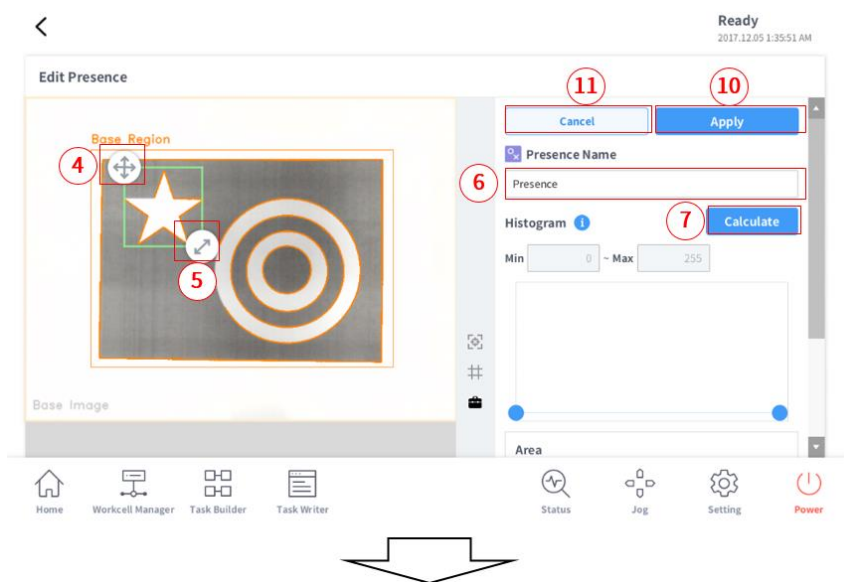 Ready
2017.12.05 1:35:51 AM
Edit Presence
11
10
Cancel
Apply
Base Region
4
Presence Name
6
Presence
Histogram i
7
Calculate
5
Min 0 ~ Max 255
Base Image
Area
Home
Workcell Manager
Task Builder
Task Writer
Status
Jog
Setting
Power